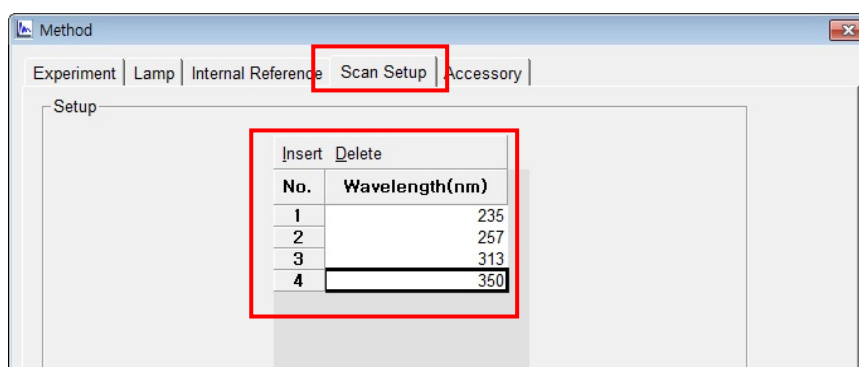 Method
Experiment Lamp Internal Reference Scan Setup Accessory
Setup
Insert Delete
No. Wavelength(nm)
1 235
2 257
3 313
4 350